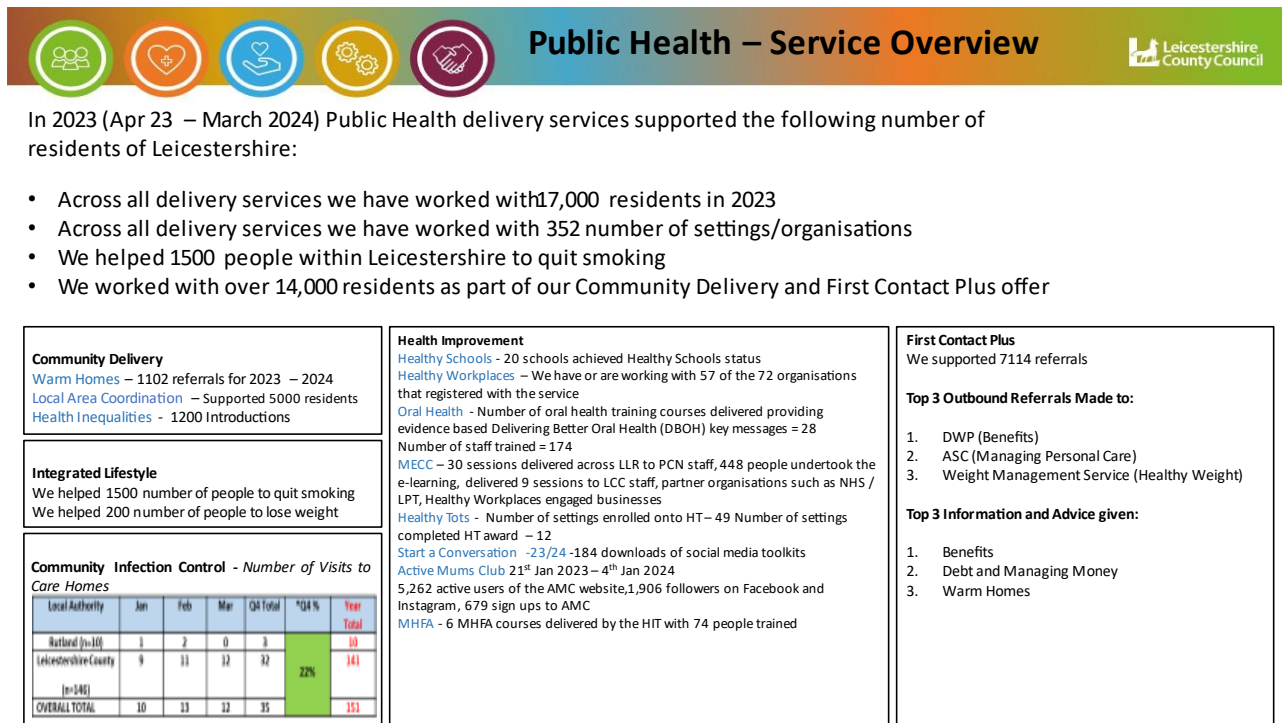 Public Health – Service Overview
Leicestershire
County Council
In 2023 (Apr 23 – March 2024) Public Health delivery services supported the following number of
residents of Leicestershire:
• Across all delivery services we have worked with17,000 residents in 2023
• Across all delivery services we have worked with 352 number of settings/organisations
• We helped 1500 people within Leicestershire to quit smoking
• We worked with over 14,000 residents as part of our Community Delivery and First Contact Plus offer
Community Delivery
Warm Homes – 1102 referrals for 2023 – 2024
Local Area Coordination – Supported 5000 residents
Health Inequalities - 1200 Introductions
Integrated Lifestyle
We helped 1500 number of people to quit smoking
We helped 200 number of people to lose weight
Community Infection Control - Number of Visits to
Care Homes
Local Authority Jan Feb Mar Q4 Total *Q4 % Year
Total
Rutland (n=10) 1 2 0 3 10
Leicestershire County 9 11 12 32 141
(n=146)
22%
OVERALL TOTAL 10 13 12 35 151
Health Improvement
Healthy Schools - 20 schools achieved Healthy Schools status
Healthy Workplaces – We have or are working with 57 of the 72 organisations
that registered with the service
Oral Health - Number of oral health training courses delivered providing
evidence based Delivering Better Oral Health (DBOH) key messages = 28
Number of staff trained = 174
MECC – 30 sessions delivered across LLR to PCN staff, 448 people undertook the
e-learning, delivered 9 sessions to LCC staff, partner organisations such as NHS /
LPT, Healthy Workplaces engaged businesses
Healthy Tots - Number of settings enrolled onto HT – 49 Number of settings
completed HT award – 12
Start a Conversation -23/24 -184 downloads of social media toolkits
Active Mums Club 21st Jan 2023 – 4th Jan 2024
5,262 active users of the AMC website,1,906 followers on Facebook and
Instagram, 679 sign ups to AMC
MHFA - 6 MHFA courses delivered by the HIT with 74 people trained
First Contact Plus
We supported 7114 referrals
Top 3 Outbound Referrals Made to:
1. DWP (Benefits)
2. ASC (Managing Personal Care)
3. Weight Management Service (Healthy Weight)
Top 3 Information and Advice given:
1. Benefits
2. Debt and Managing Money
3. Warm Homes